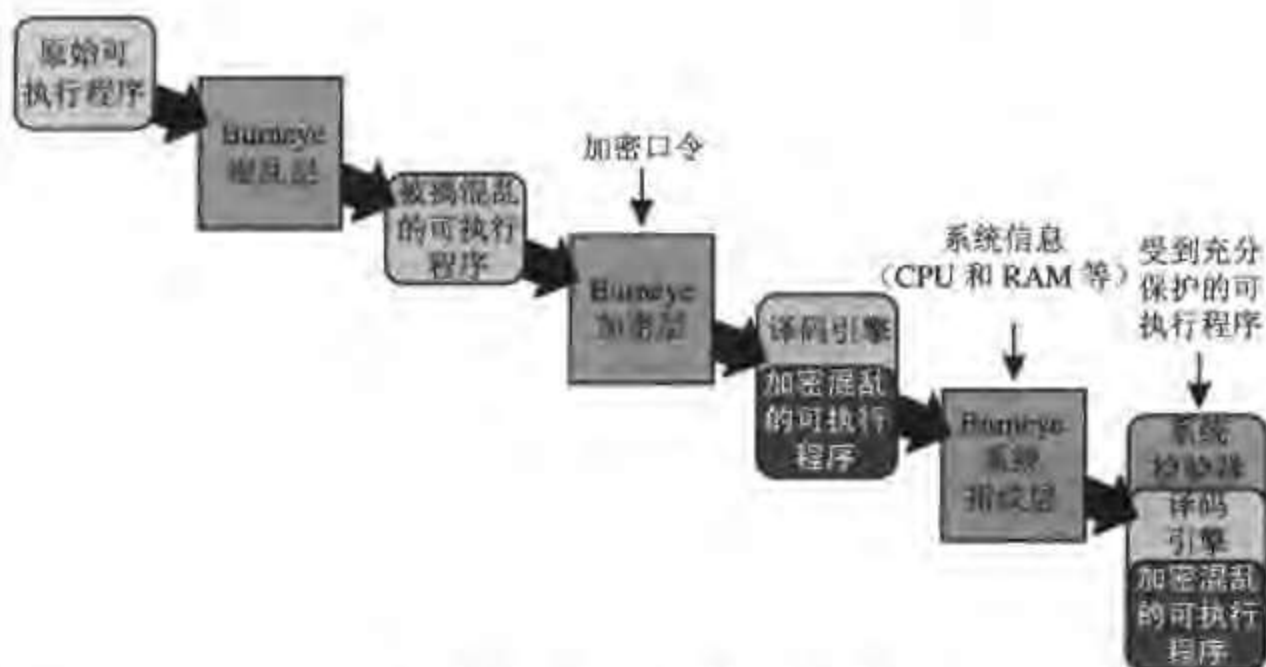 原始可
执行程序
Burneye
混乱层
被搞混乱
的可执行
程序
加密口令
Burneye
加密层
译码引擎
加密混乱
的可执行
程序
系统信息
（CPU 和 RAM 等）
Burneye
系统
指纹层
受到充分
保护的可
执行程序
系统
检验器
译码
引擎
加密混乱
的可执行
程序